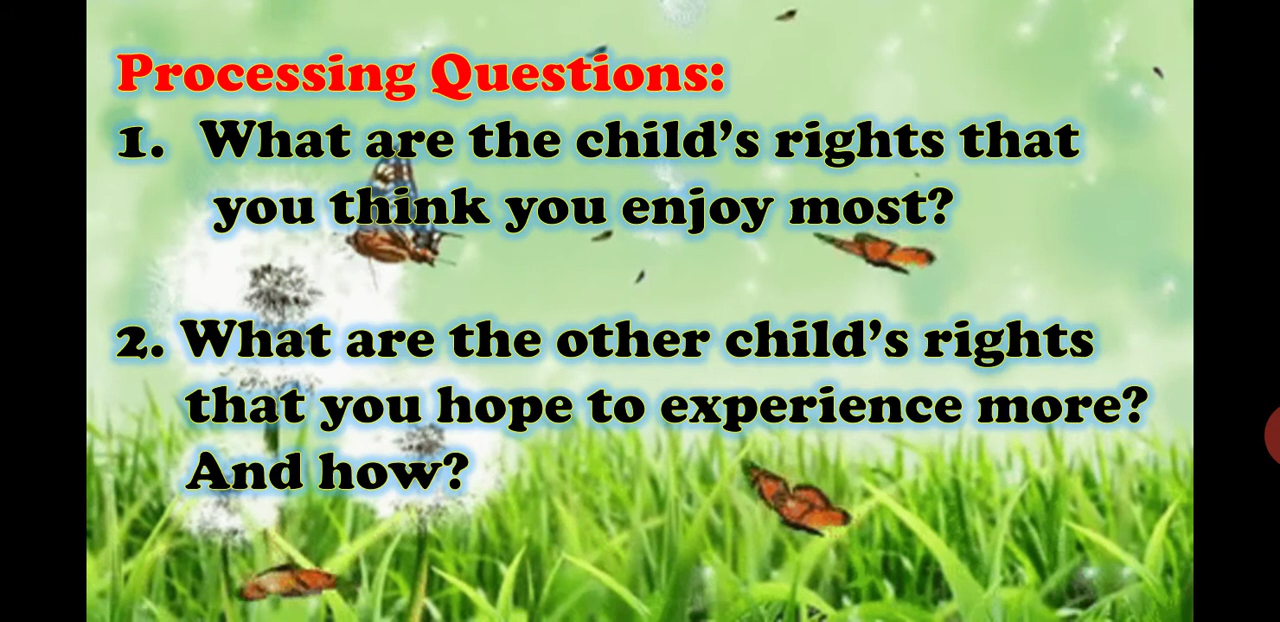 Processing Questions:
1. What are the child’s rights that
you think you enjoy most?
2. What are the other child’s rights
that you hope to experience more?
And how?